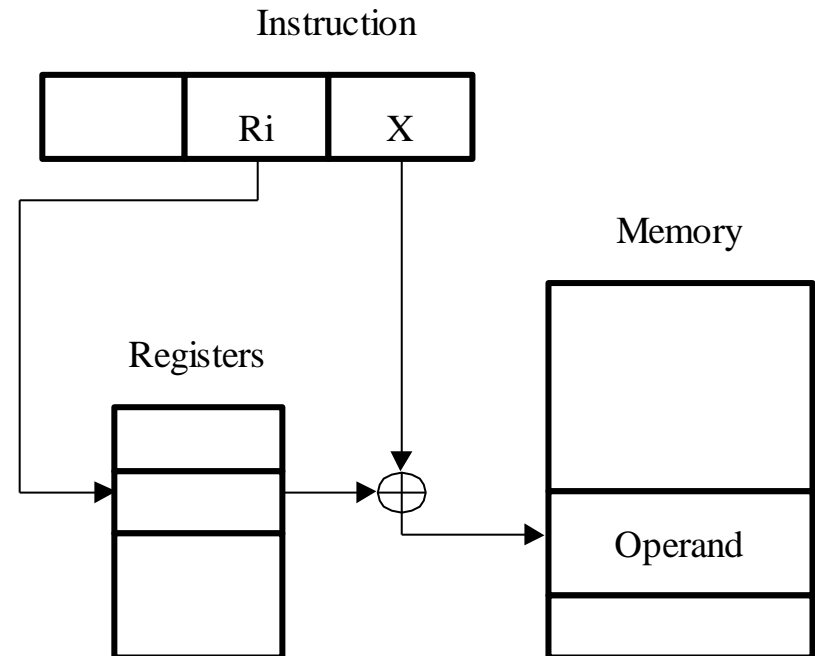 Instruction
Ri
X
Memory
Registers
Operand